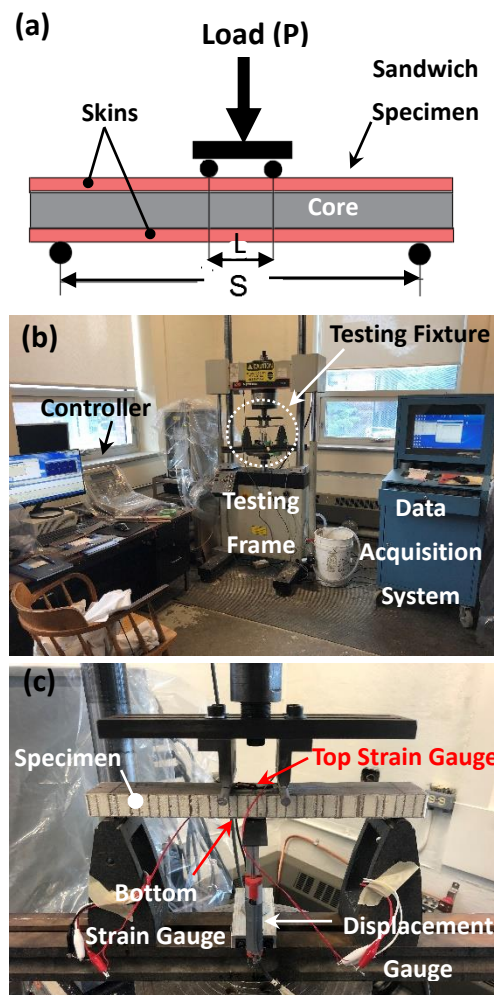 (a)
Load (P)
Sandwich
Specimen
Skins
Core
L
S
(b)
Testing Fixture
Controller
CAUTION
Testing
Frame
Data
Acquisition
System
(c)
Specimen
Top Strain Gauge
Bottom
Strain Gauge
Displacement
Gauge